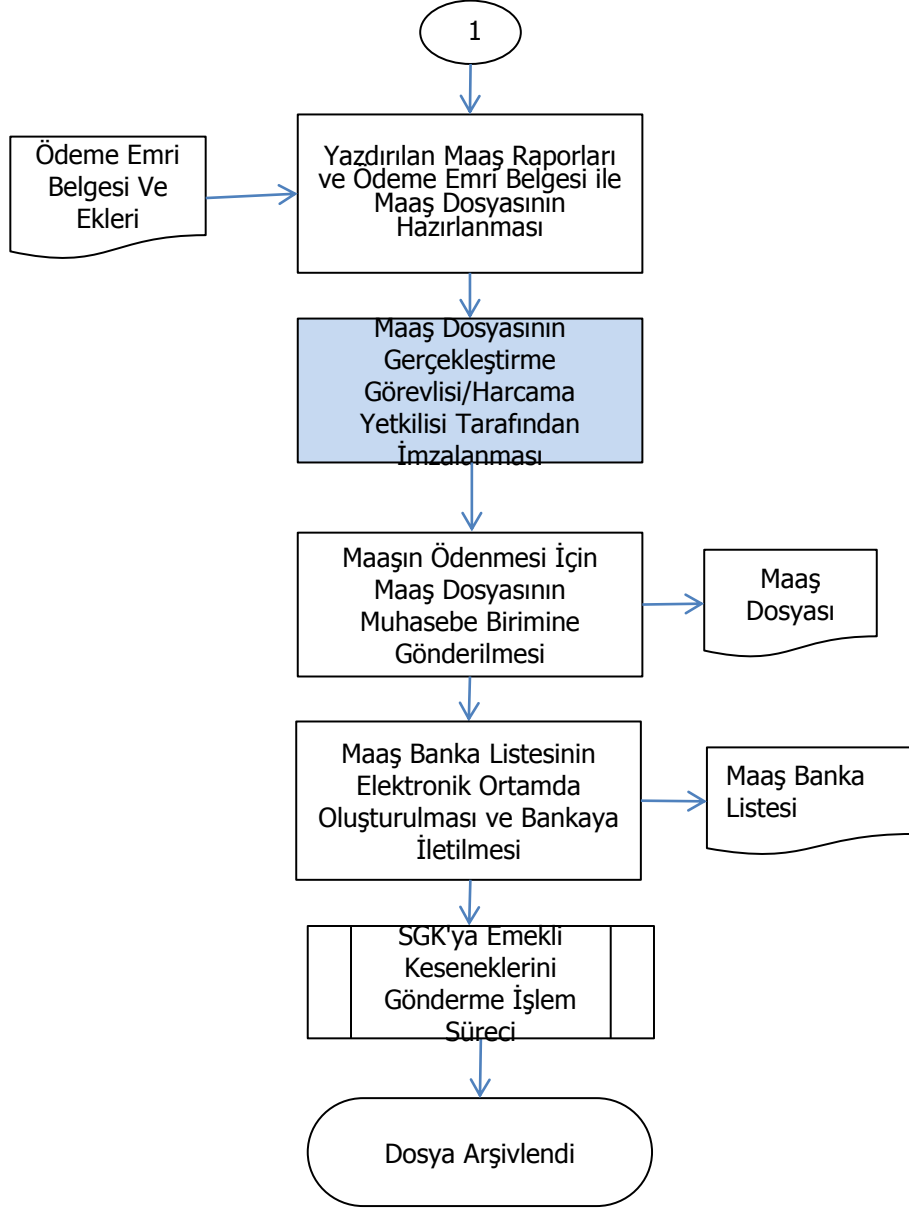 1
Ödeme Emri
Belgesi Ve
Ekleri
Yazdırılan Maaş Raporları
ve Ödeme Emri Belgesi ile
Maaş Dosyasının
Hazırlanması
Maaş Dosyasının
Gerçekleştirme
Görevlisi/Harcama
Yetkilisi Tarafından
İmzalanması
Maaşın Ödenmesi İçin
Maaş Dosyasının
Muhasebe Birimine
Gönderilmesi
Maaş
Dosyası
Maaş Banka Listesinin
Elektronik Ortamda
Oluşturulması ve Bankaya
İletilmesi
Maaş Banka
Listesi
SGK'ya Emekli
Keseneklerini
Gönderme İşlem
Süreci
Dosya Arşivlendi